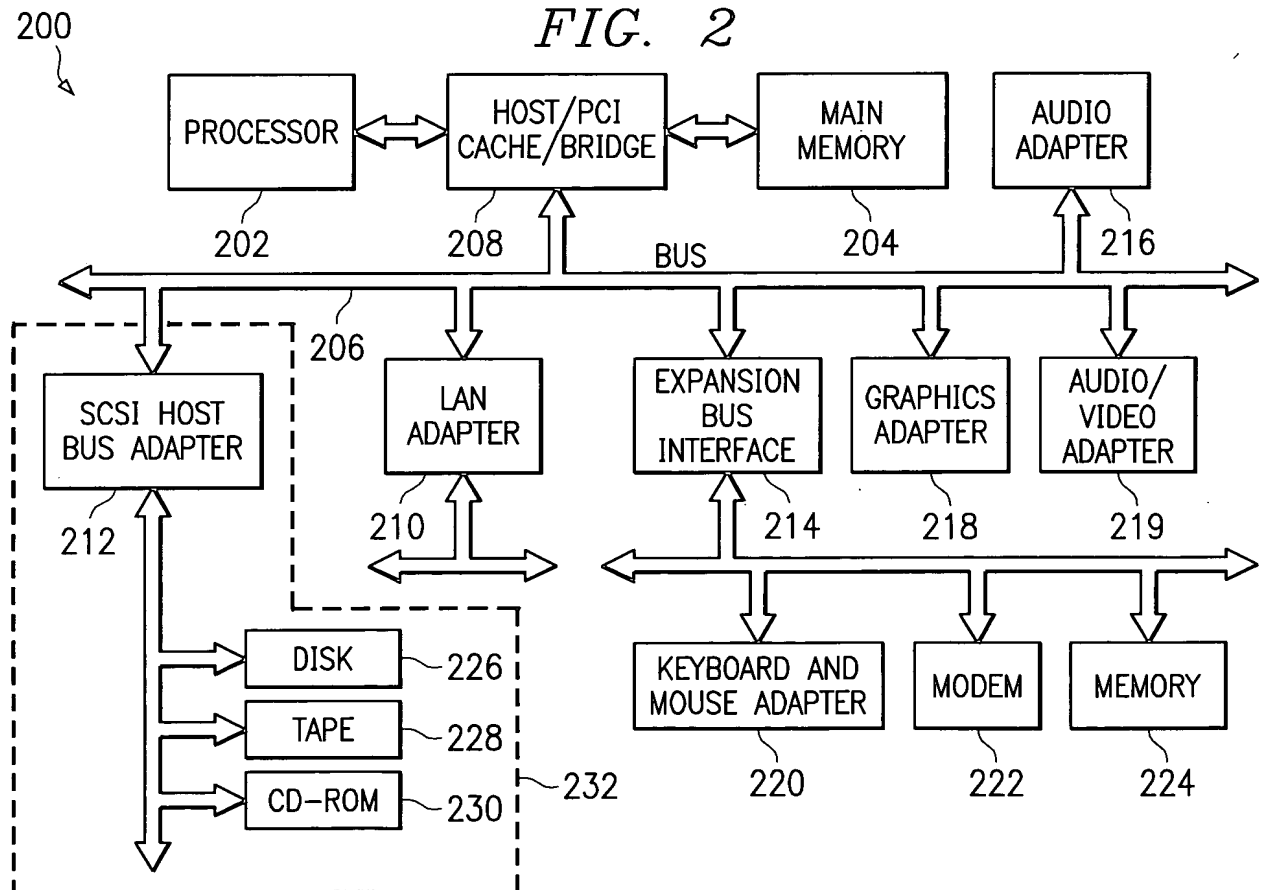 FIG. 2
200
PROCESSOR
HOST/PCI
CACHE/BRIDGE
MAIN
MEMORY
AUDIO
ADAPTER
202
208
204
216
BUS
206
SCSI HOST
BUS ADAPTER
LAN
ADAPTER
EXPANSION
BUS
INTERFACE
GRAPHICS
ADAPTER
AUDIO/
VIDEO
ADAPTER
212
210
214
218
219
DISK
226
TAPE
228
CD-ROM
230
232
KEYBOARD AND
MOUSE ADAPTER
MODEM
MEMORY
220
222
224